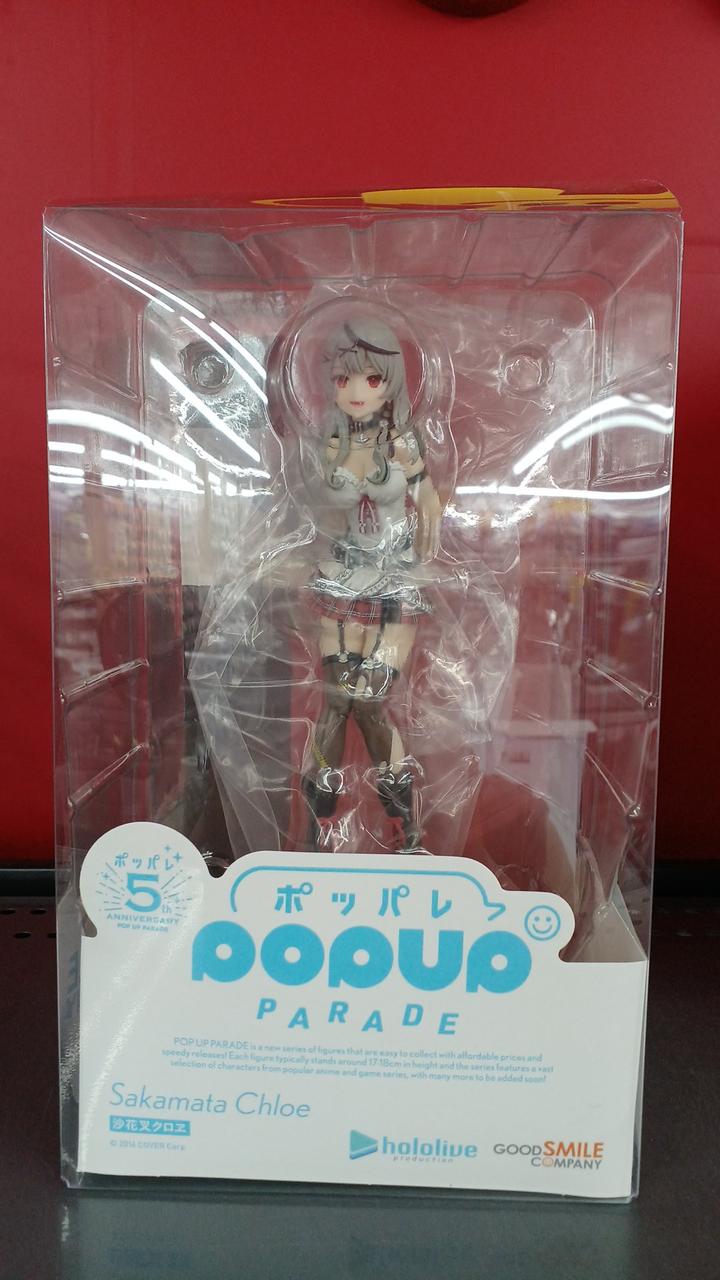 ポッパレ
5th
ANNIVERSARY
POP UP PARADE
ポッパレ
POPUP
PARADE
POP UP PARADE is a new series of figures that are easy to collect with affordable prices and
speedy releases! Each figure typically stands around 17-18cm in height and the series features a vast
selection of characters from popular anime and game series, with many more to be added soon!
Sakamata Chloe
沙花叉クロヱ
© 2016 COVER Corp.
hololive
production
GOOD SMILE
COMPANY